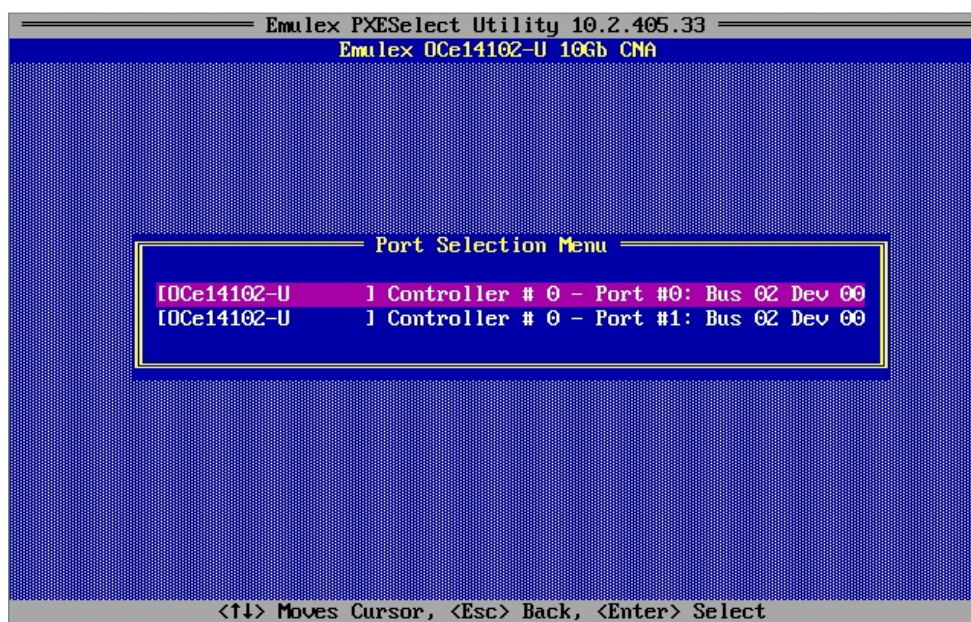 Emulex PXESelect Utility 10.2.405.33
Emulex OCe14102-U 10Gb CNA
Port Selection Menu
[OCe14102-U ] Controller # 0 - Port #0: Bus 02 Dev 00
[OCe14102-U ] Controller # 0 - Port #1: Bus 02 Dev 00
<↑↓> Moves Cursor, <Esc> Back, <Enter> Select